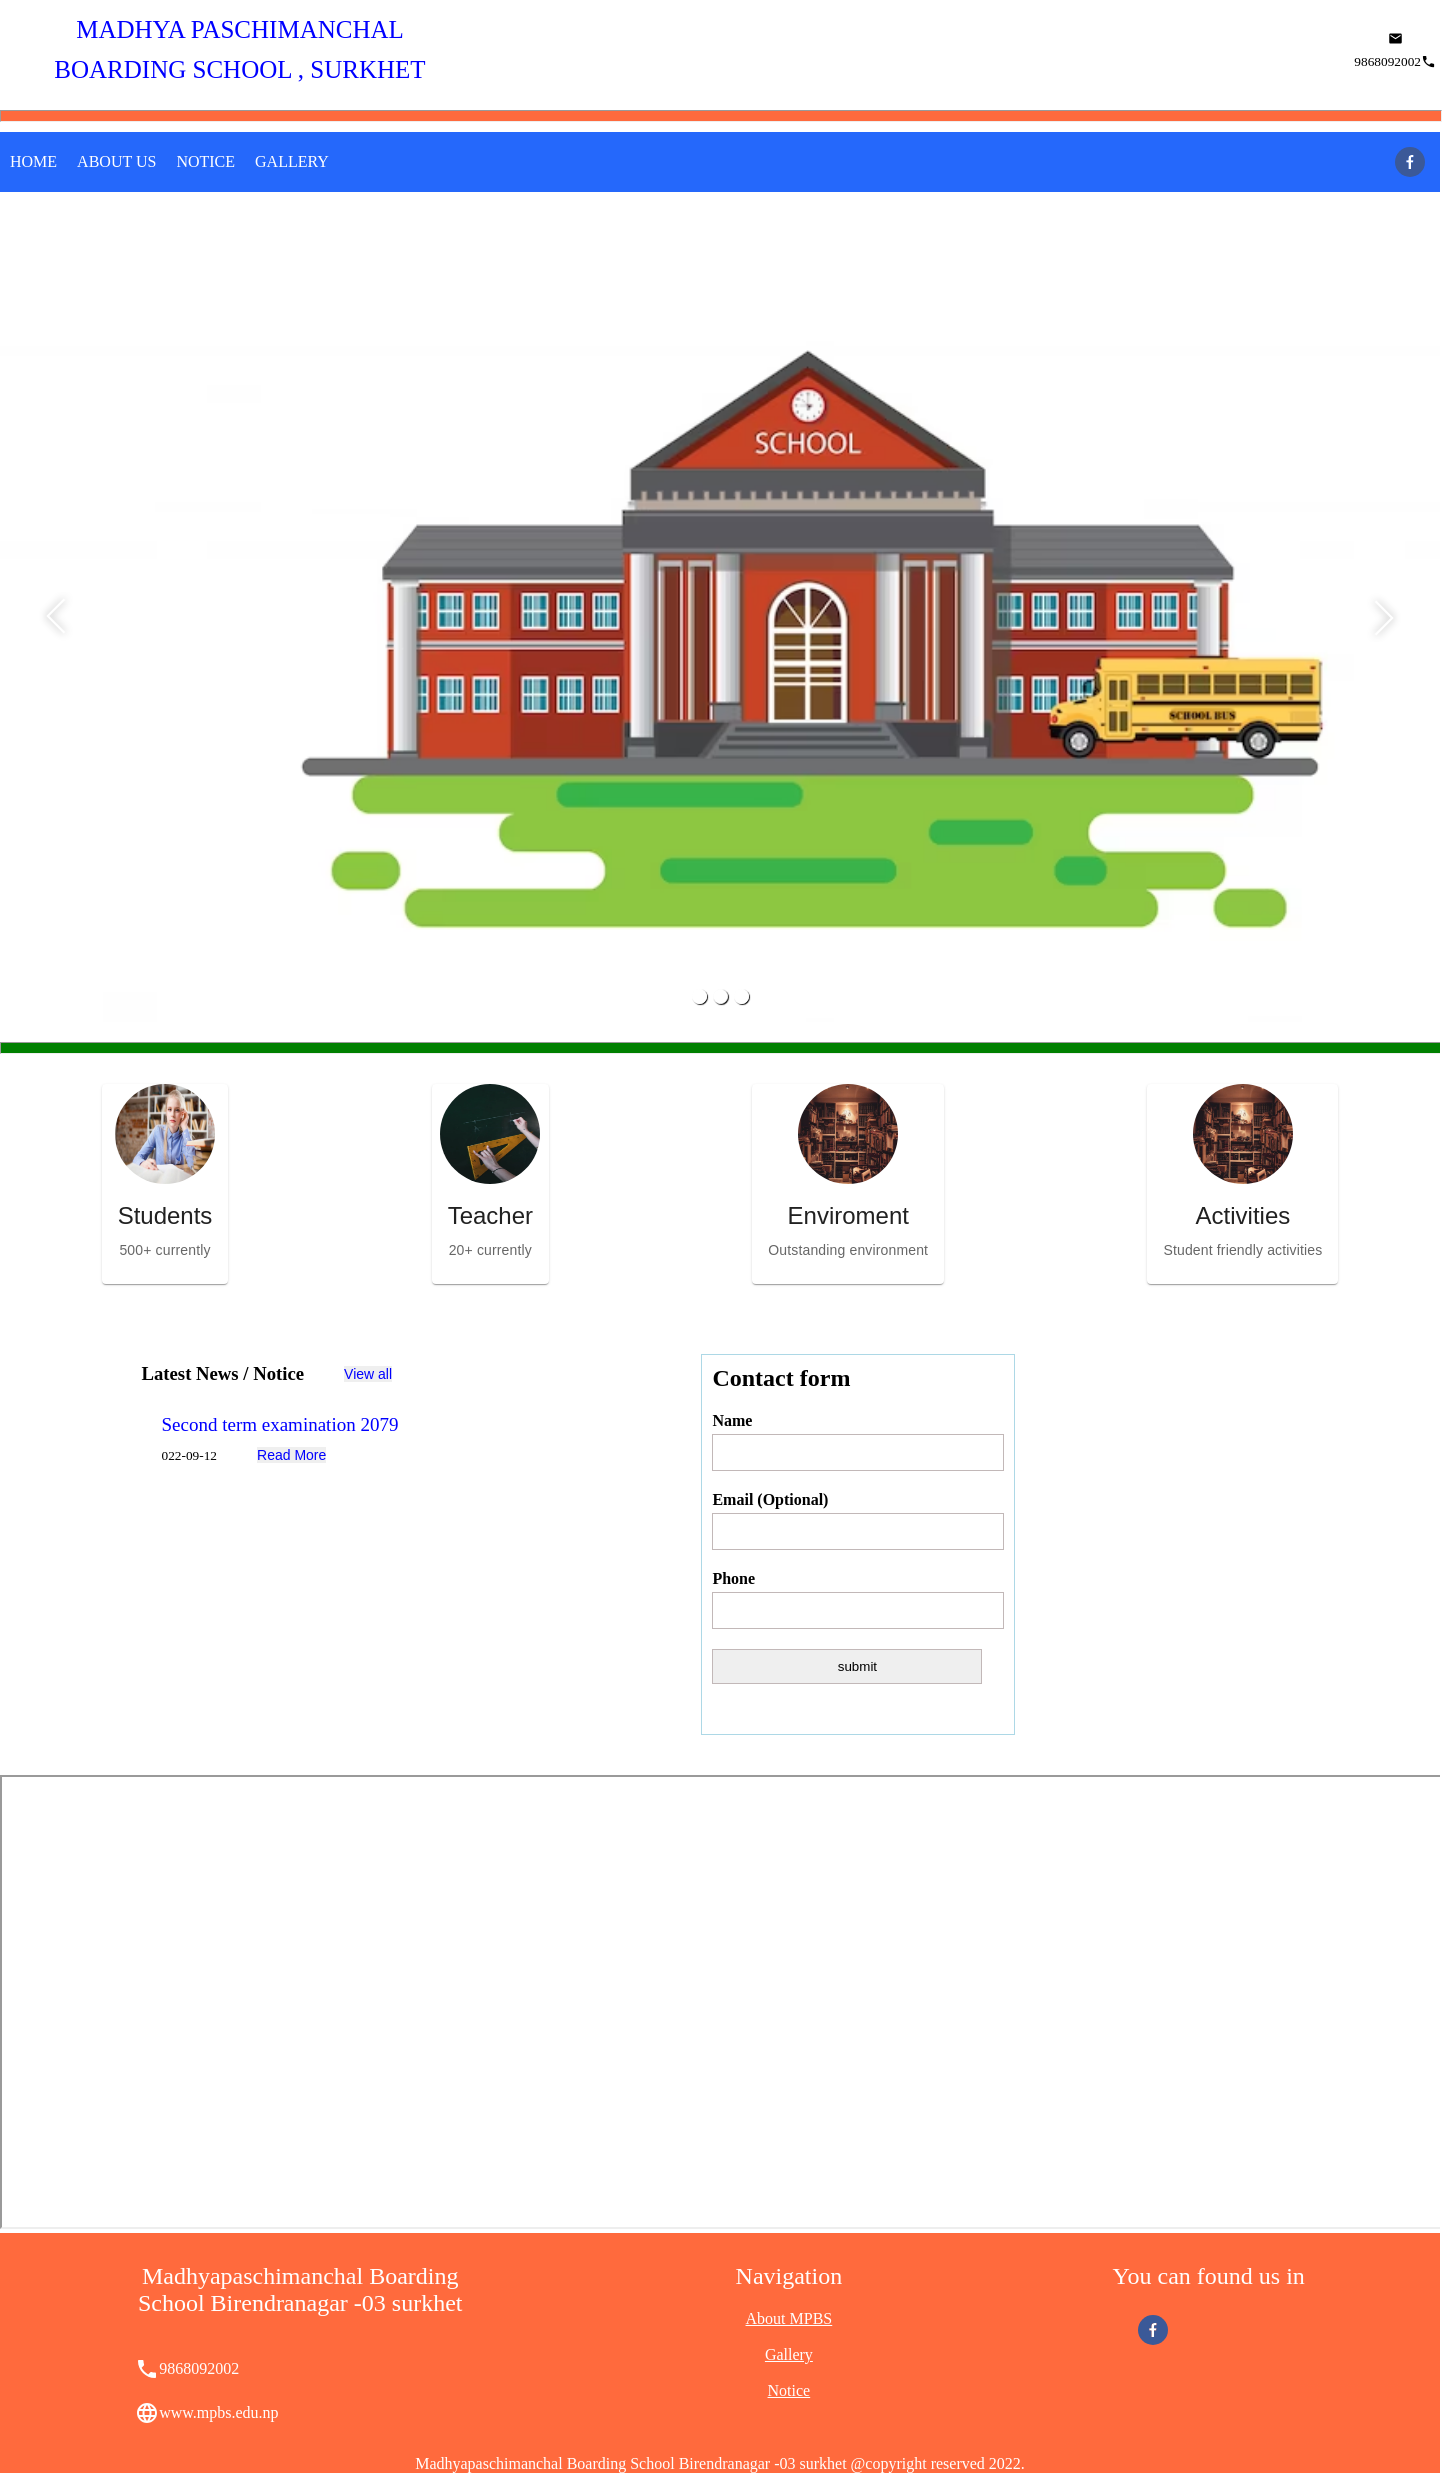 MADHYA PASCHIMANCHAL
BOARDING SCHOOL , SURKHET
9868092002
HOME ABOUT US NOTICE GALLERY
SCHOOL
SCHOOL BUS
Students
500+ currently
Teacher
20+ currently
Enviroment
Outstanding environment
Activities
Student friendly activities
Latest News / Notice View all
Second term examination 2079
022-09-12 Read More
Contact form
Name
Email (Optional)
Phone
submit
Madhyapaschimanchal Boarding
School Birendranagar -03 surkhet
9868092002
www.mpbs.edu.np
Navigation
About MPBS
Gallery
Notice
You can found us in
Madhyapaschimanchal Boarding School Birendranagar -03 surkhet @copyright reserved 2022.